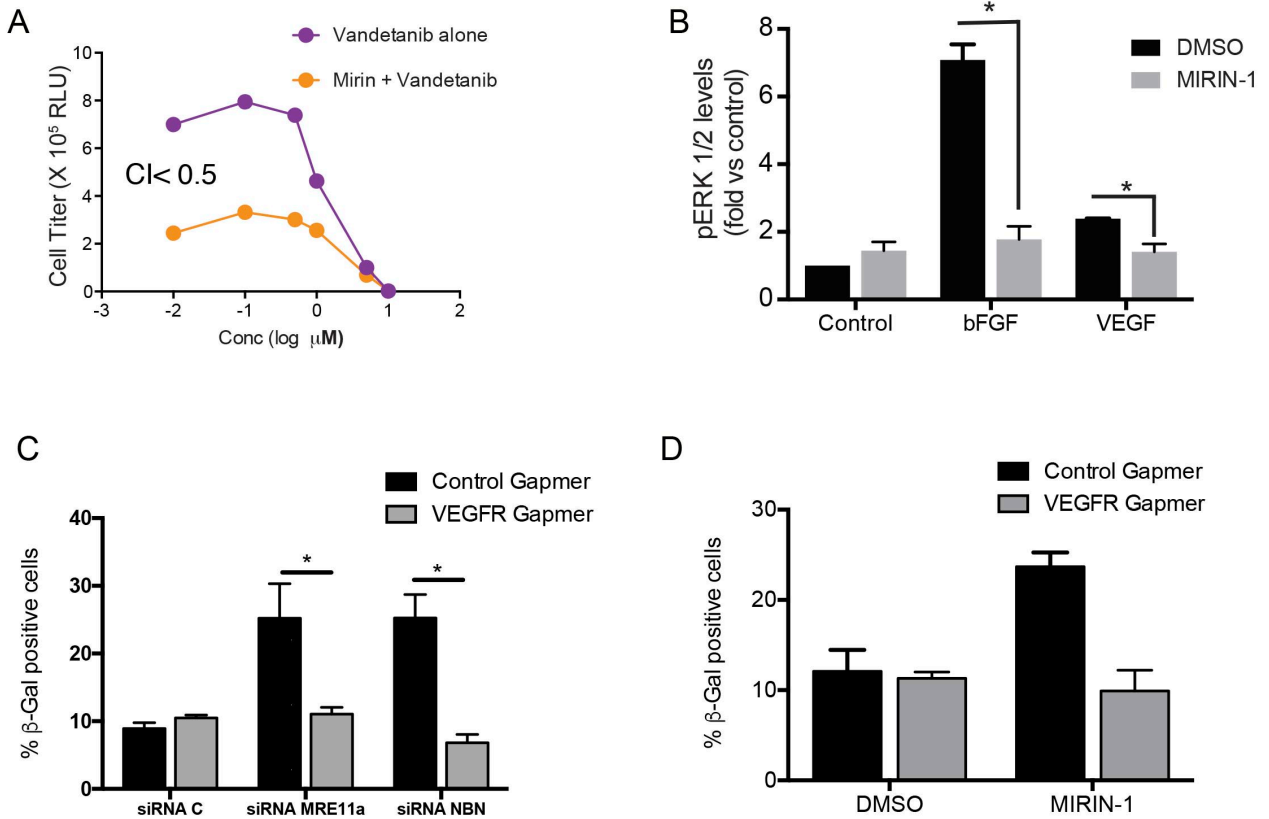 A
Vandetanib alone
Mirin + Vandetanib
Cell Titer (X 10⁵ RLU)
10
8
6
4
2
0
CI< 0.5
-3 -2 -1 0 1 2
Conc (log μM)
B
DMSO
MIRIN-1
pERK 1/2 levels
(fold vs control)
8
6
4
2
0
*
*
Control bFGF VEGF
C
Control Gapmer
VEGFR Gapmer
% β-Gal positive cells
40
30
20
10
0
*
*
siRNA C siRNA MRE11a siRNA NBN
D
Control Gapmer
VEGFR Gapmer
% β-Gal positive cells
30
20
10
0
DMSO MIRIN-1